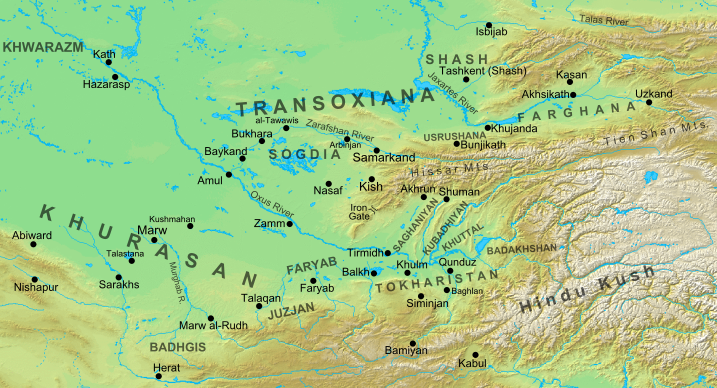 Isbijab
Talas River
KHWARAZM
Kath
Hazarasp
SHASH
Tashkent (Shash)
Kasan
Jaxartes River
Akhsikath
Uzkand
TRANSOXIANA
FARGHANA
al-Tawawis
Zarafshan River
Khujanda
Bukhara
USRUSHANA
Tien Shan Mts.
Arbinjan
Bunjikath
Baykand
SOGDIA
Samarkand
Hissar Mts.
Amul
Nasaf
Kish
Akhrun
Shuman
Oxus River
Iron-
Gate
SAGHANIYAN
KUBADHIYAN
KHUTTAL
KHURASAN
Kushmahan
Zamm
Abiward
Marw
Talastana
Tirmidh
BADAKHSHAN
Murghab R.
FARYAB
Balkh
Khulm
Qunduz
Nishapur
Sarakhs
Faryab
TOKHARISTAN
Baghlan
Hindu Kush
Talaqan
JUZJAN
Siminjan
Marw al-Rudh
BADHGIS
Bamiyan
Kabul
Herat